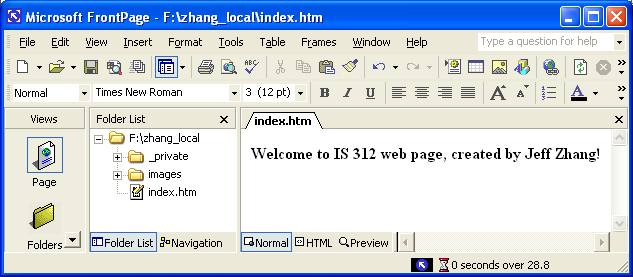 Microsoft FrontPage - F:\zhang_local\index.htm
File Edit View Insert Format Tools Table Frames Window Help Type a question for help
Normal Times New Roman 3 (12 pt) B I U A
Views Folder List index.htm
F:\zhang_local
_private
images
index.htm
Page
Folders
Welcome to IS 312 web page, created by Jeff Zhang!
Folder List Navigation Normal HTML Preview
0 seconds over 28.8